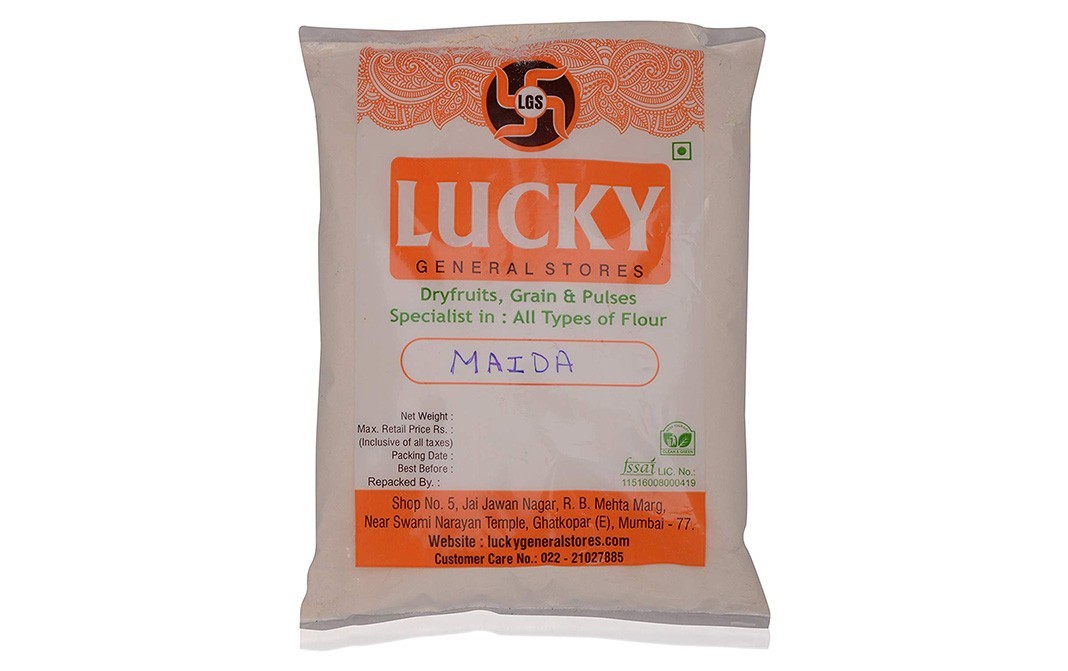 LGS
LUCKY
GENERAL STORES
Dryfruits, Grain & Pulses
Specialist in : All Types of Flour
MAIDA
Net Weight :
Max. Retail Price Rs. :
(Inclusive of all taxes)
Packing Date :
Best Before :
Repacked By. :
CLEAN & GREEN
fssai LIC. No.:
11516008000419
Shop No. 5, Jai Jawan Nagar, R. B. Mehta Marg,
Near Swami Narayan Temple, Ghatkopar (E), Mumbai - 77.
Website : luckygeneralstores.com
Customer Care No.: 022 - 21027885